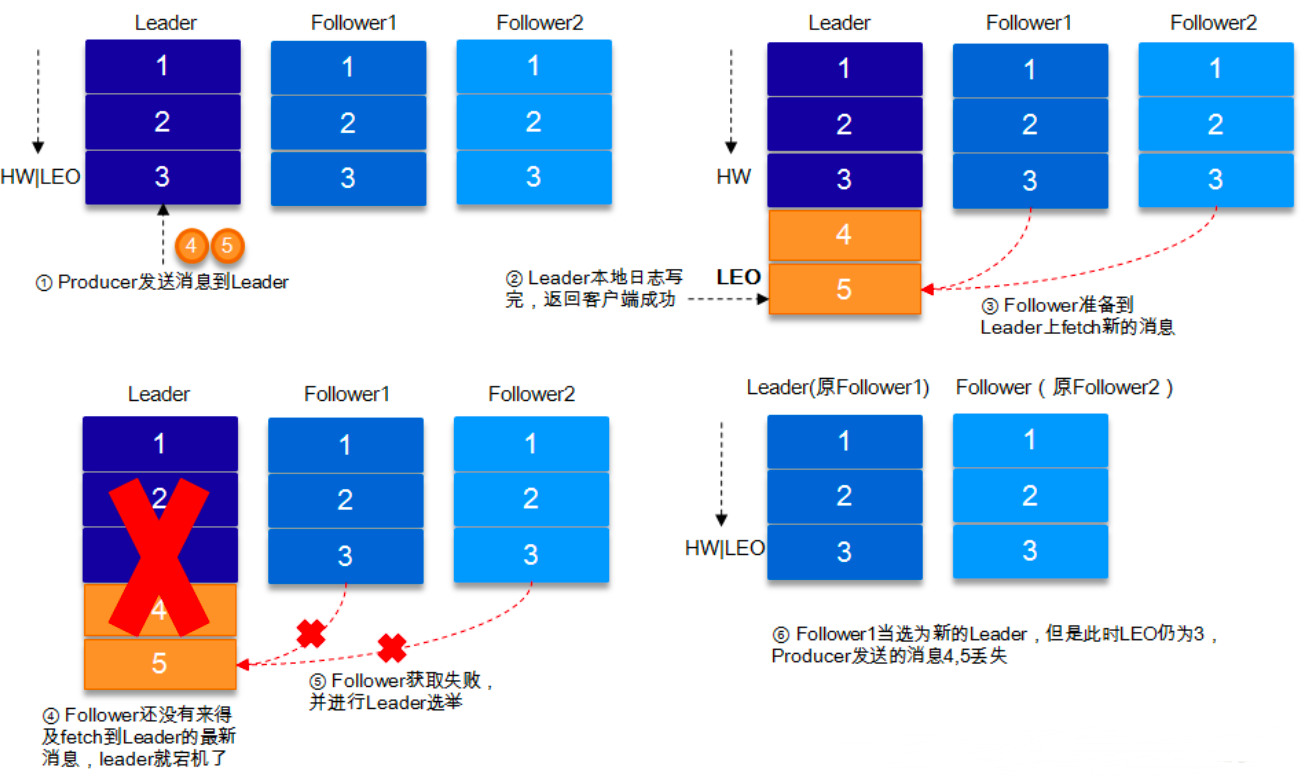 Leader Follower1 Follower2
1 1 1
2 2 2
HW|LEO 3 3 3
4 5
① Producer发送消息到Leader
Leader Follower1 Follower2
1 1 1
2 2 2
HW 3 3 3
4
② Leader本地日志写
完，返回客户端成功
LEO 5
③ Follower准备到
Leader上fetch新的消息
Leader Follower1 Follower2
1 1 1
2 2 2
3 3
4
5
⑤ Follower获取失败，
并进行Leader选举
④ Follower还没有来得
及fetch到Leader的最新
消息，leader就宕机了
Leader(原Follower1) Follower（原Follower2）
1 1
2 2
HW|LEO 3 3
⑥ Follower1当选为新的Leader，但是此时LEO仍为3，
Producer发送的消息4,5丢失